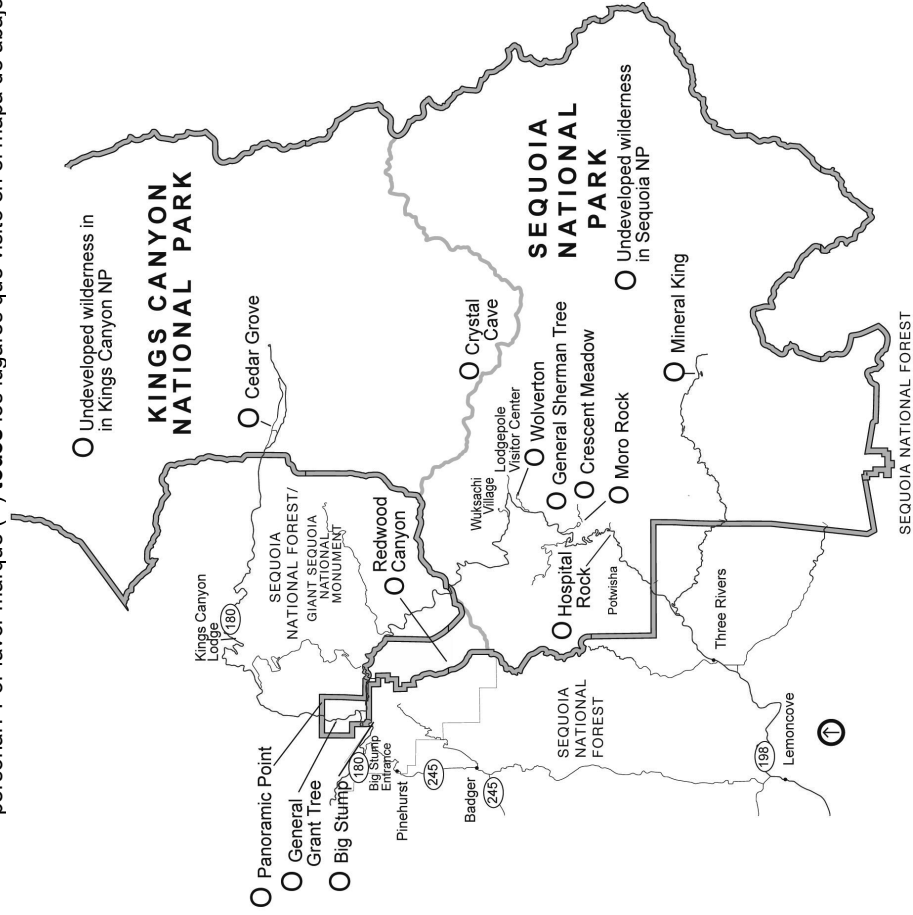 Por favor marque todos los lugares que visitó en el mapa de abajo
Undeveloped wilderness
in Kings Canyon NP
KINGS CANYON
NATIONAL PARK
Cedar Grove
Kings Canyon
Lodge
180
SEQUOIA
NATIONAL FOREST/
GIANT SEQUOIA
NATIONAL
MONUMENT
Panoramic Point
General
Grant Tree
Big Stump
180
Big Stump
Entrance
Redwood
Canyon
Pinehurst
245
Badger
245
Crystal
Cave
Wuksachi
Village
Lodgepole
Visitor Center
Wolverton
General Sherman Tree
Crescent Meadow
Moro Rock
SEQUOIA
NATIONAL
PARK
Undeveloped wilderness
in Sequoia NP
Hospital
Rock
Potwisha
Mineral King
SEQUOIA
NATIONAL
FOREST
Three Rivers
198
Lemoncove
SEQUOIA NATIONAL FOREST